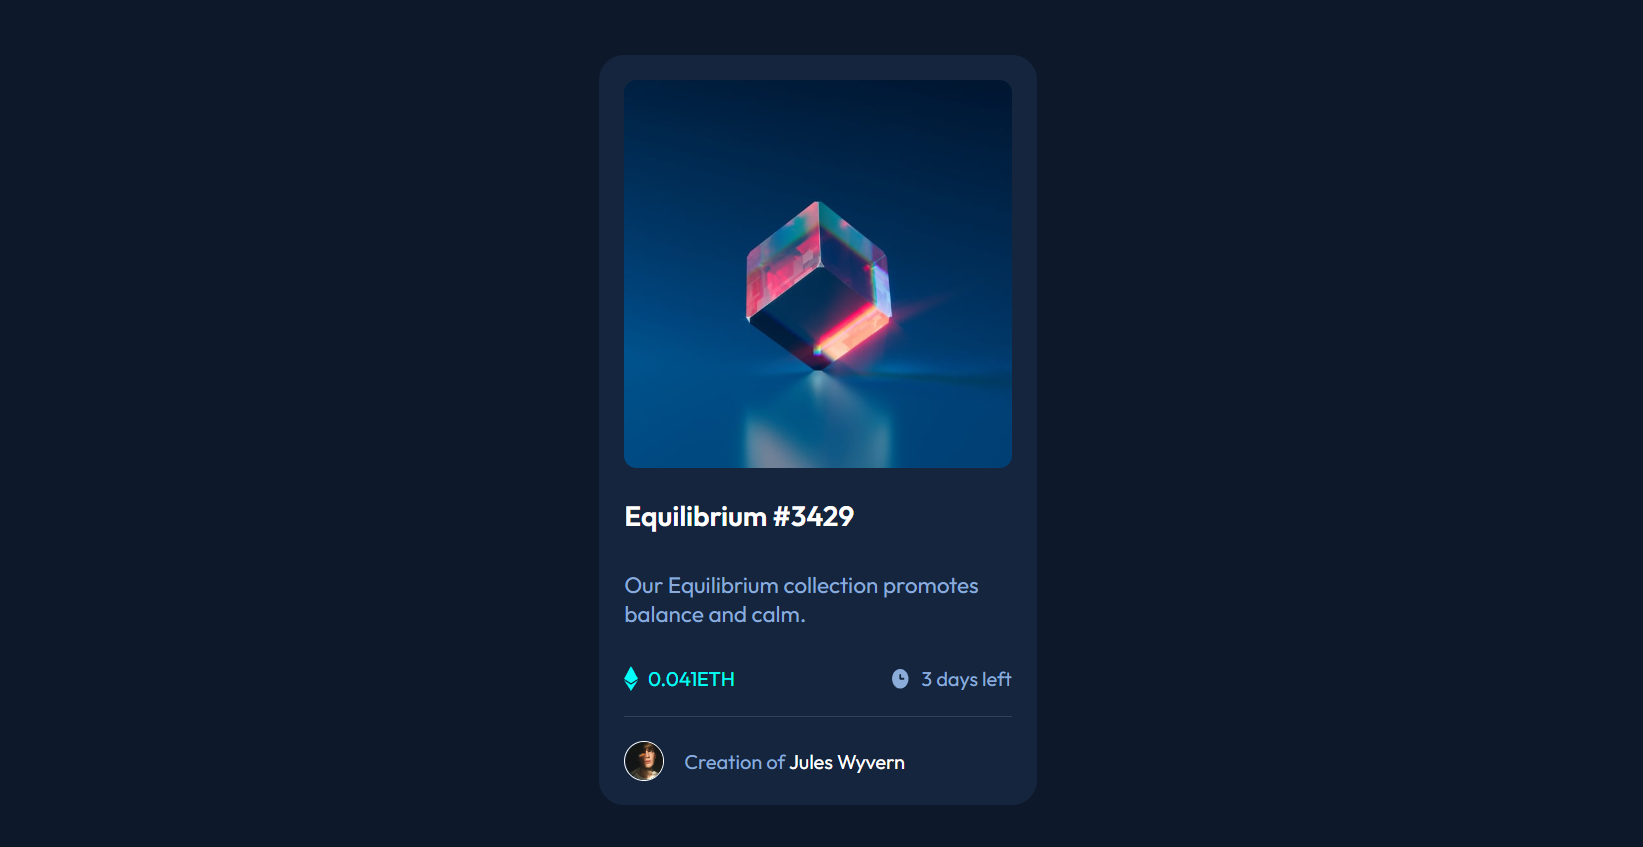 Equilibrium #3429
Our Equilibrium collection promotes
balance and calm.
0.041ETH
3 days left
Creation of Jules Wyvern